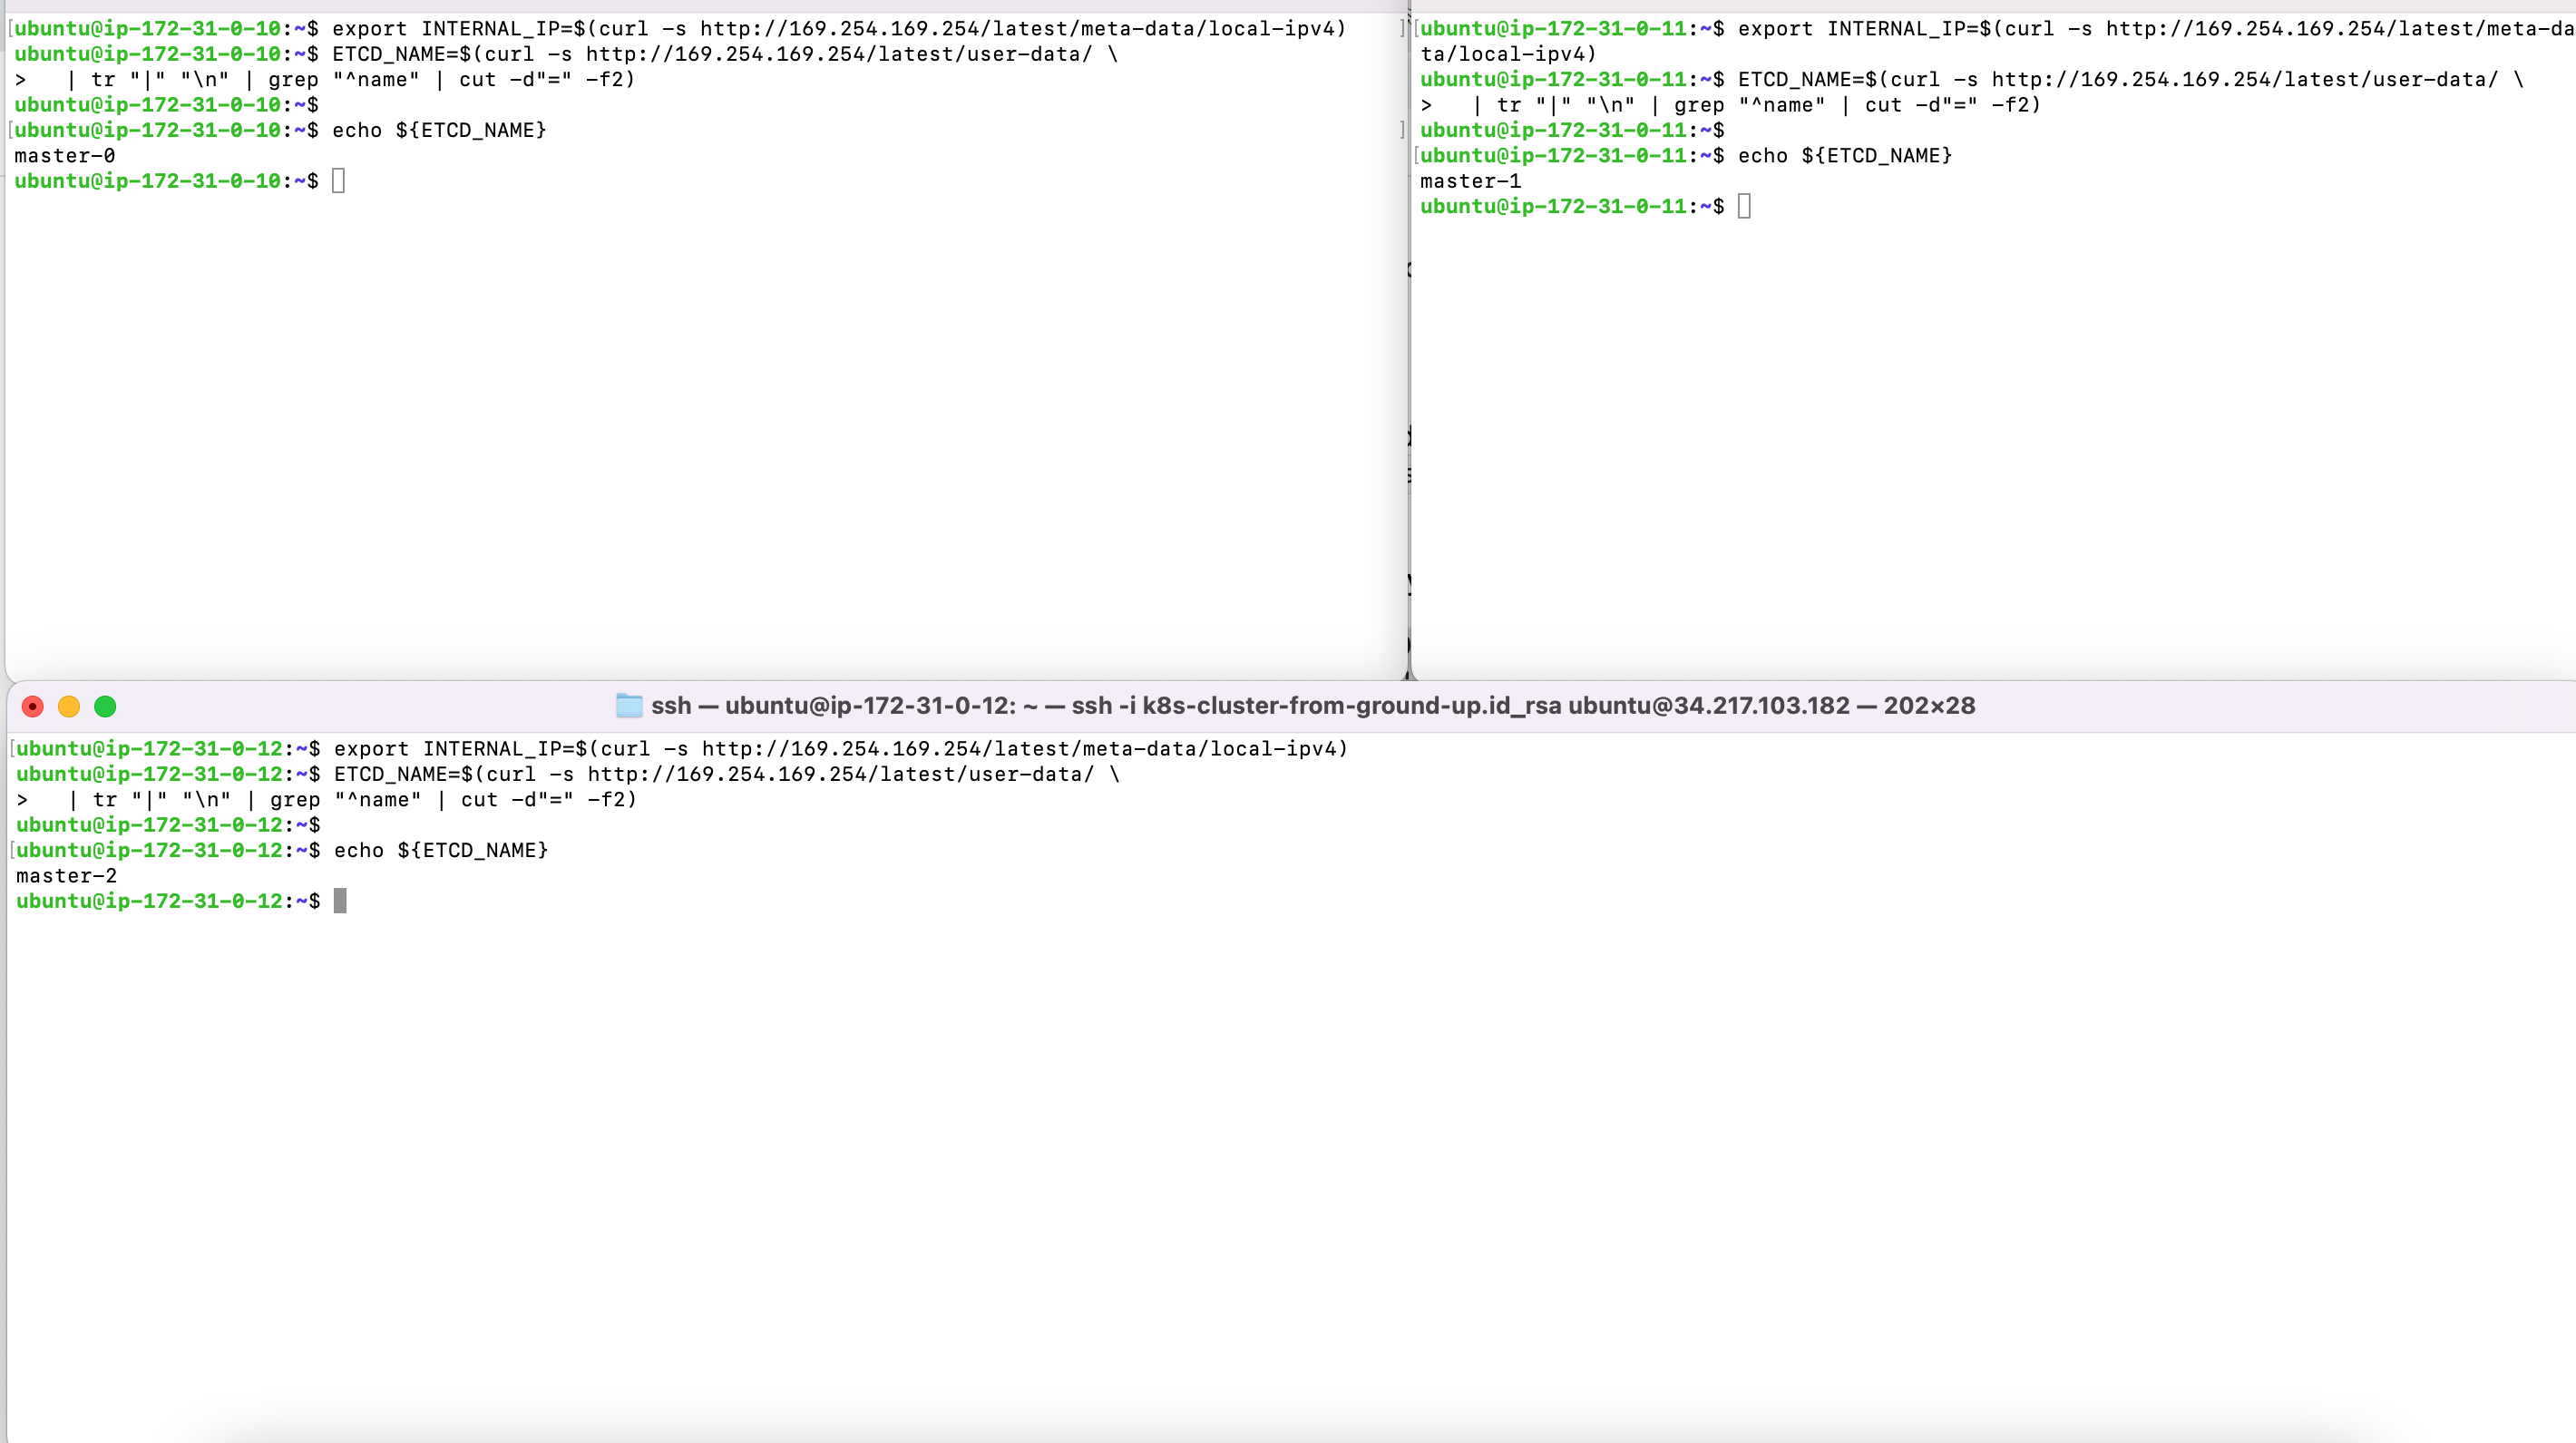 ubuntu@ip-172-31-0-10:~$ export INTERNAL_IP=$(curl -s http://169.254.169.254/latest/meta-data/local-ipv4)
ubuntu@ip-172-31-0-10:~$ ETCD_NAME=$(curl -s http://169.254.169.254/latest/user-data/ \
>   | tr "|" "\n" | grep "^name" | cut -d"=" -f2)
ubuntu@ip-172-31-0-10:~$
ubuntu@ip-172-31-0-10:~$ echo ${ETCD_NAME}
master-0
ubuntu@ip-172-31-0-10:~$
ubuntu@ip-172-31-0-11:~$ export INTERNAL_IP=$(curl -s http://169.254.169.254/latest/meta-da
ta/local-ipv4)
ubuntu@ip-172-31-0-11:~$ ETCD_NAME=$(curl -s http://169.254.169.254/latest/user-data/ \
>   | tr "|" "\n" | grep "^name" | cut -d"=" -f2)
ubuntu@ip-172-31-0-11:~$
ubuntu@ip-172-31-0-11:~$ echo ${ETCD_NAME}
master-1
ubuntu@ip-172-31-0-11:~$
ssh — ubuntu@ip-172-31-0-12: ~ — ssh -i k8s-cluster-from-ground-up.id_rsa ubuntu@34.217.103.182 — 202×28
ubuntu@ip-172-31-0-12:~$ export INTERNAL_IP=$(curl -s http://169.254.169.254/latest/meta-data/local-ipv4)
ubuntu@ip-172-31-0-12:~$ ETCD_NAME=$(curl -s http://169.254.169.254/latest/user-data/ \
>   | tr "|" "\n" | grep "^name" | cut -d"=" -f2)
ubuntu@ip-172-31-0-12:~$
ubuntu@ip-172-31-0-12:~$ echo ${ETCD_NAME}
master-2
ubuntu@ip-172-31-0-12:~$